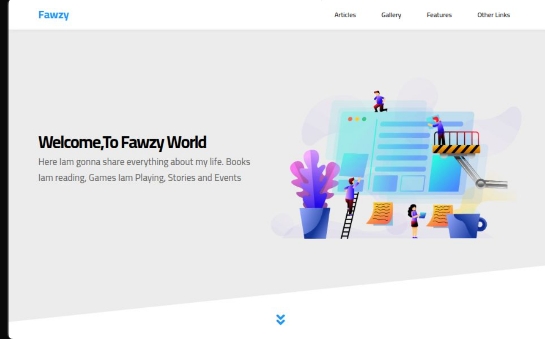 Fawzy
Articles Gallery Features Other Links
Welcome,To Fawzy World
Here Iam gonna share everything about my life. Books
Iam reading, Games Iam Playing, Stories and Events